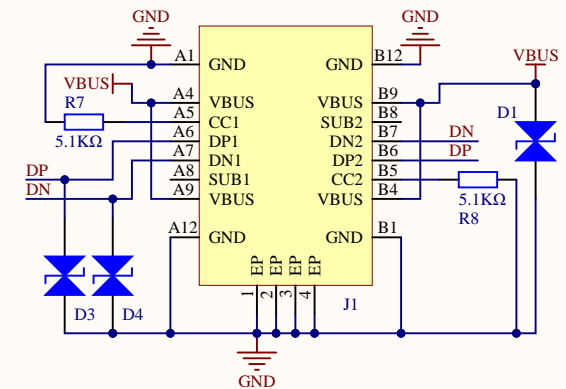 GND
GND
A1
GND
GND
B12
VBUS
VBUS
A4
VBUS
VBUS
B9
R7
A5
CC1
SUB2
B8
D1
5.1KΩ
A6
DP1
DN2
B7
DN
A7
DN1
DP2
B6
DP
DP
A8
SUB1
CC2
B5
DN
A9
VBUS
VBUS
B4
5.1KΩ
R8
A12
GND
GND
B1
EP
EP
EP
EP
1
2
3
4
J1
D3
D4
GND